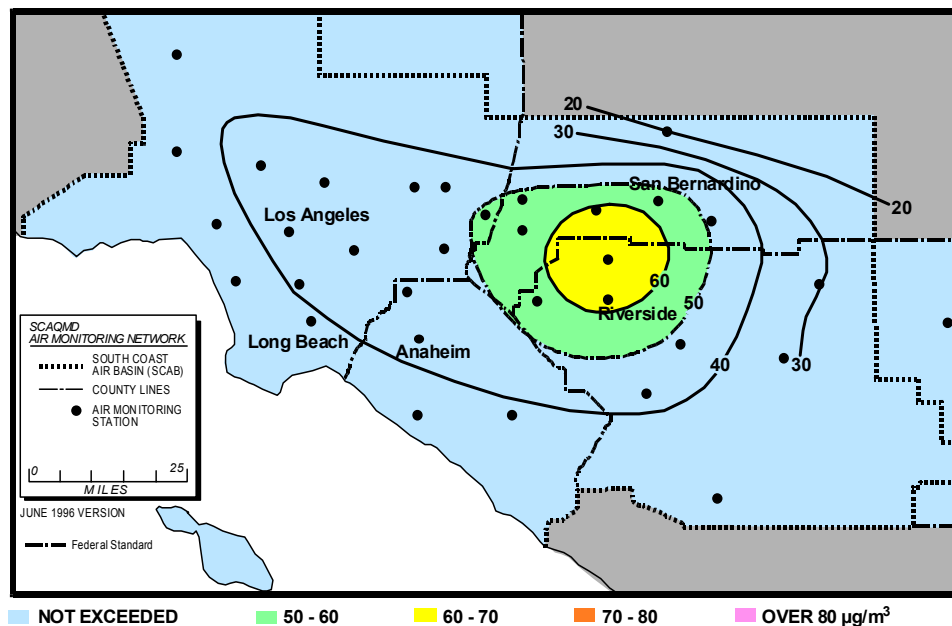 20
30
San Bernardino
Los Angeles
20
60
50
Riverside
Long Beach
Anaheim
40
30
SCAQMD
AIR MONITORING NETWORK
SOUTH COAST
AIR BASIN (SCAB)
COUNTY LINES
AIR MONITORING
STATION
0 25
MILES
JUNE 1996 VERSION
Federal Standard
NOT EXCEEDED 50 - 60 60 - 70 70 - 80 OVER 80 µg/m³